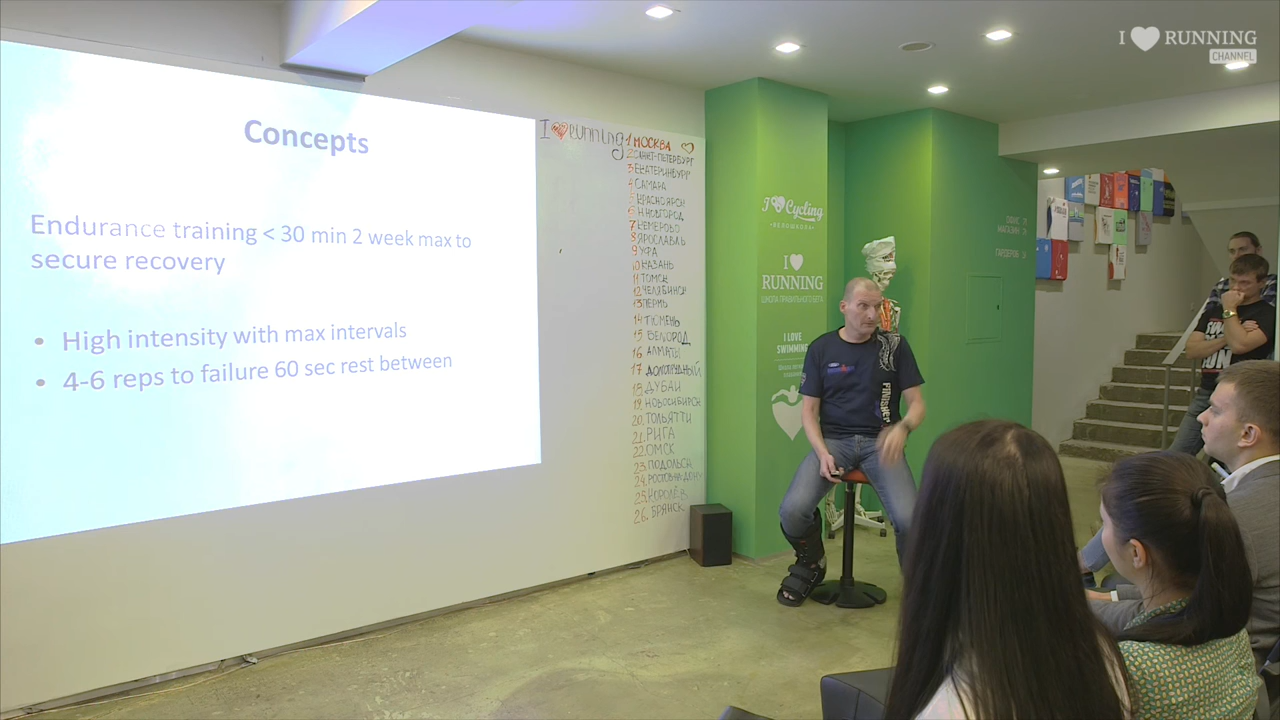 I RUNNING
CHANNEL
Concepts
Endurance training < 30 min 2 week max to
secure recovery
• High intensity with max intervals
• 4-6 reps to failure 60 sec rest between
I running
1 МОСКВА
2 САНКТ-ПЕТЕРБУРГ
3 ЕКАТЕРИНБУРГ
4 САМАРА
5 КРАСНОЯРСК
6 Н.НОВГОРОД
7 КЕМЕРОВО
8 ЯРОСЛАВЛЬ
9 УФА
10 КАЗАНЬ
11 ТОМСК
12 ЧЕЛЯБИНСК
13 ПЕРМЬ
14 ТЮМЕНЬ
15 БЕЛГОРОД
16 АЛМАТЫ
17 ДОЛГОПРУДНЫЙ
18 ДУБАЙ
19 НОВОСИБИРСК
20. ТОЛЬЯТТИ
21. РИГА
22. ОМСК
23. ПОДОЛЬСК
24. РОСТОВ-НА-ДОНУ
25. КОРОЛЁВ
26. БРЯНСК
I Cycling
ВЕЛОШКОЛА
I
RUNNING
ШКОЛА ПРАВИЛЬНОГО БЕГА
I LOVE
SWIMMING
ОФИС
МАГАЗИН
ГАРДЕРОБ
FINISHER